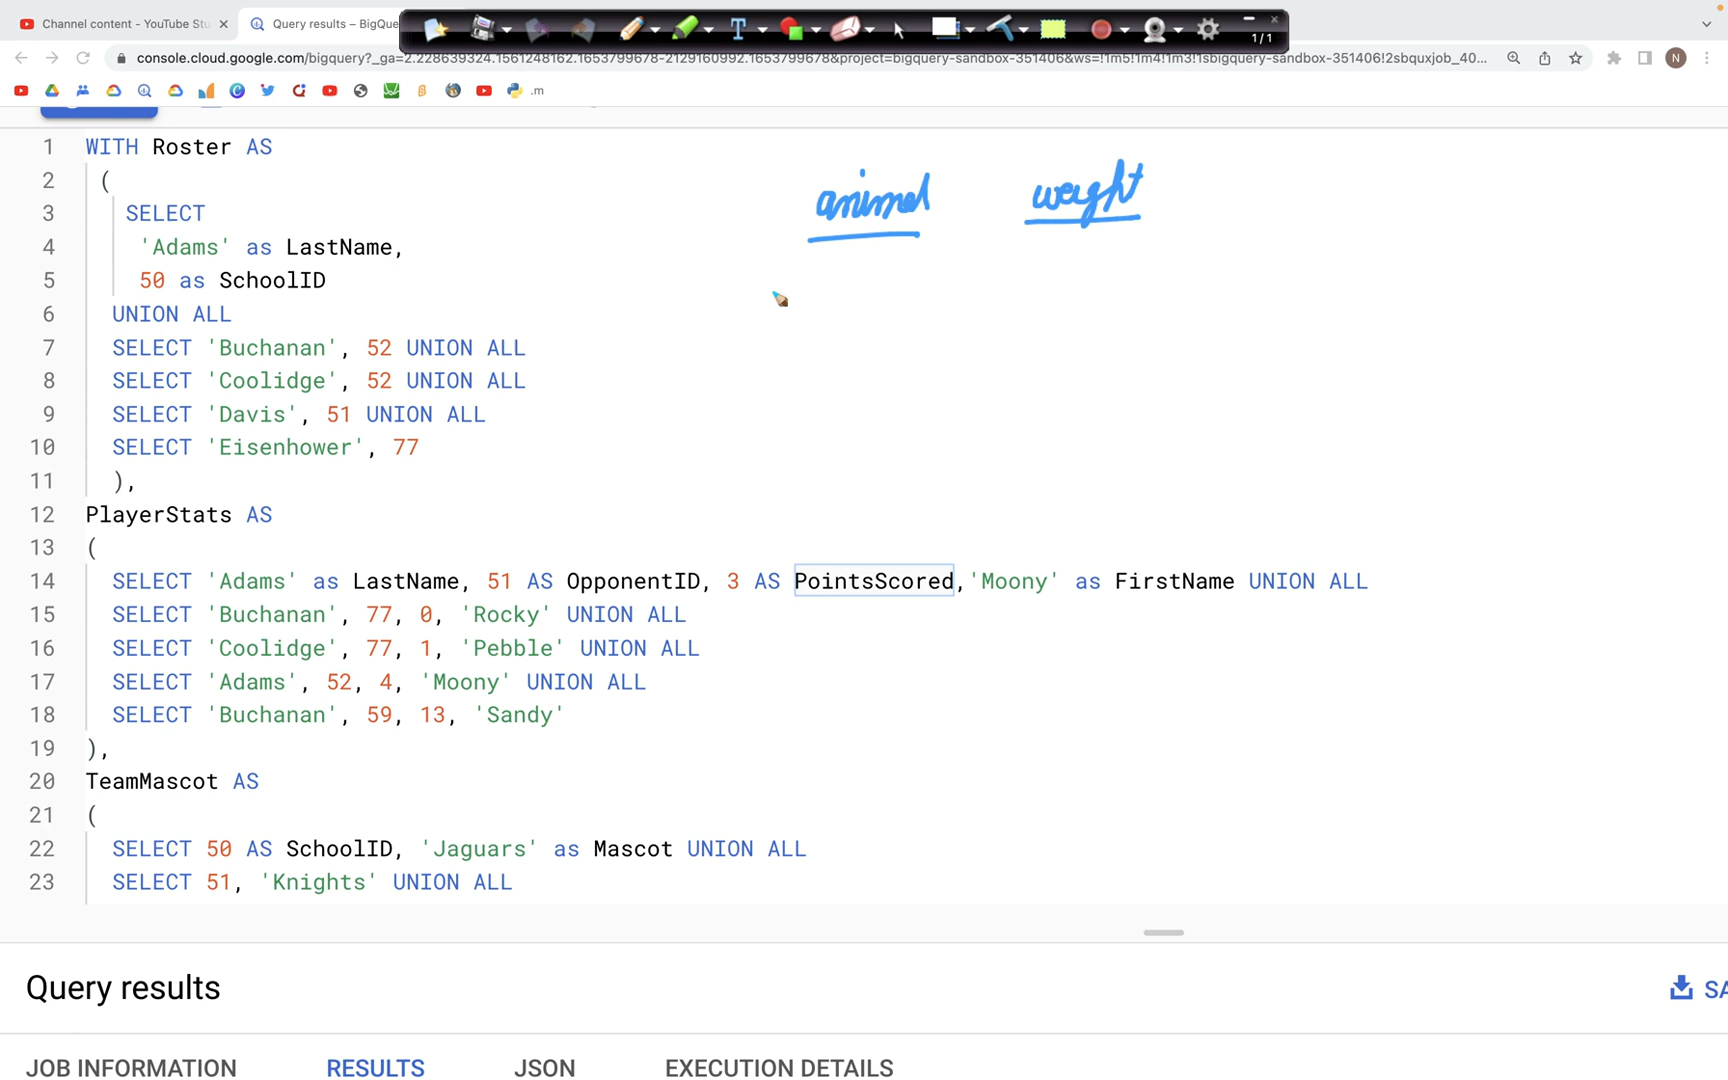 Channel content - YouTube Stu
Query results – BigQue
1/1
console.cloud.google.com/bigquery?_ga=2.228639324.1561248162.1653799678-2129160992.1653799678&project=bigquery-sandbox-351406&ws=!1m5!1m4!1m3!1sbigquery-sandbox-351406!2sbquxjob_40...
N
.m
1 WITH Roster AS
2 (
3 SELECT
4 'Adams' as LastName,
5 50 as SchoolID
6 UNION ALL
7 SELECT 'Buchanan', 52 UNION ALL
8 SELECT 'Coolidge', 52 UNION ALL
9 SELECT 'Davis', 51 UNION ALL
10 SELECT 'Eisenhower', 77
11 ),
12 PlayerStats AS
13 (
14 SELECT 'Adams' as LastName, 51 AS OpponentID, 3 AS PointsScored,'Moony' as FirstName UNION ALL
15 SELECT 'Buchanan', 77, 0, 'Rocky' UNION ALL
16 SELECT 'Coolidge', 77, 1, 'Pebble' UNION ALL
17 SELECT 'Adams', 52, 4, 'Moony' UNION ALL
18 SELECT 'Buchanan', 59, 13, 'Sandy'
19 ),
20 TeamMascot AS
21 (
22 SELECT 50 AS SchoolID, 'Jaguars' as Mascot UNION ALL
23 SELECT 51, 'Knights' UNION ALL
animal weight
Query results
SA
JOB INFORMATION RESULTS JSON EXECUTION DETAILS